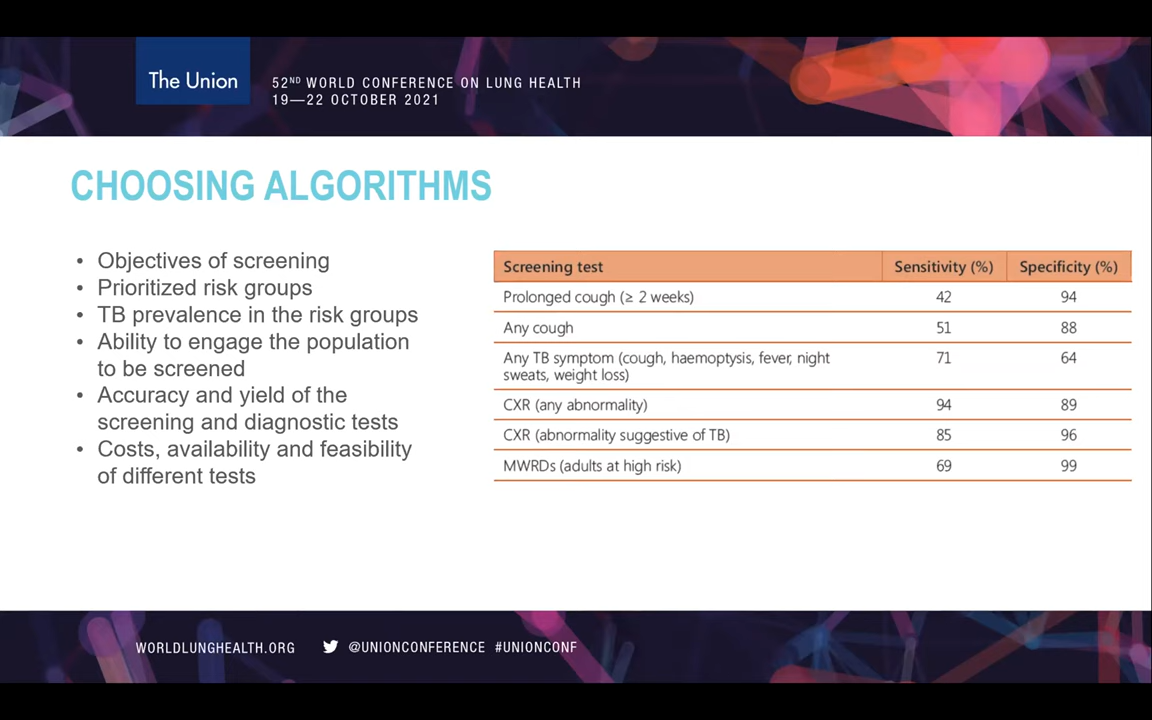 The Union
52ND WORLD CONFERENCE ON LUNG HEALTH
19—22 OCTOBER 2021
CHOOSING ALGORITHMS
• Objectives of screening
• Prioritized risk groups
• TB prevalence in the risk groups
• Ability to engage the population
to be screened
• Accuracy and yield of the
screening and diagnostic tests
• Costs, availability and feasibility
of different tests
Screening test Sensitivity (%) Specificity (%)
Prolonged cough (≥ 2 weeks) 42 94
Any cough 51 88
Any TB symptom (cough, haemoptysis, fever, night
sweats, weight loss) 71 64
CXR (any abnormality) 94 89
CXR (abnormality suggestive of TB) 85 96
MWRDs (adults at high risk) 69 99
WORLDLUNGHEALTH.ORG @UNIONCONFERENCE #UNIONCONF